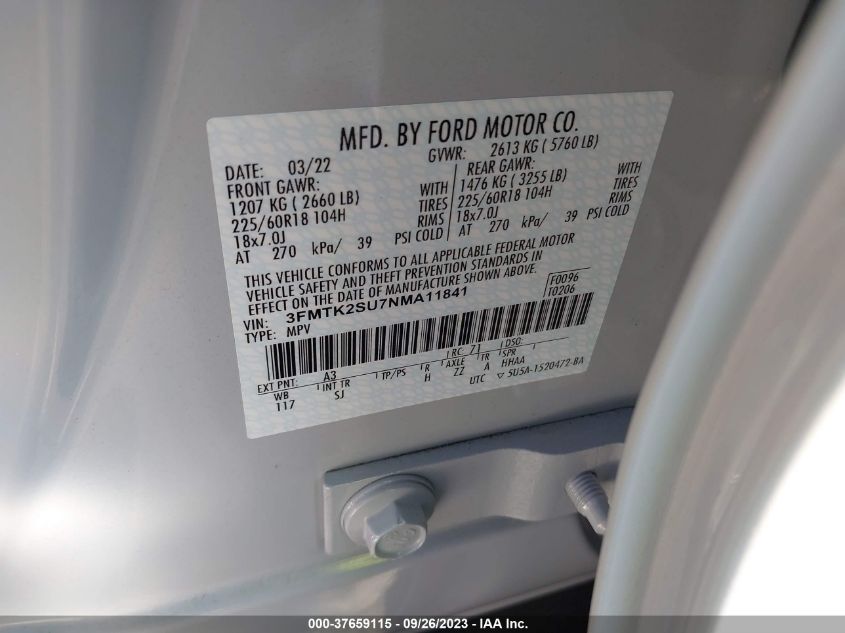 MFD. BY FORD MOTOR CO.
DATE: 03/22 GVWR: 2613 KG ( 5760 LB)
FRONT GAWR: REAR GAWR:
1207 KG ( 2660 LB) WITH 1476 KG ( 3255 LB) WITH
225/60R18 104H TIRES 225/60R18 104H TIRES
18x7.0J RIMS 18x7.0J RIMS
AT 270 kPa/ 39 PSI COLD AT 270 kPa/ 39 PSI COLD
THIS VEHICLE CONFORMS TO ALL APPLICABLE FEDERAL MOTOR
VEHICLE SAFETY AND THEFT PREVENTION STANDARDS IN
EFFECT ON THE DATE OF MANUFACTURE SHOWN ABOVE.
F0096
T0206
VIN: 3FMTK2SU7NMA11841
TYPE: MPV
EXT PNT: A3 RC: 71 DSO:
WB INT TR TP/PS R AXLE TR SPR
117 SJ H ZZ A HHAA
UTC ▽ 5U5A-1520472-BA
000-37659115 - 09/26/2023 - IAA Inc.